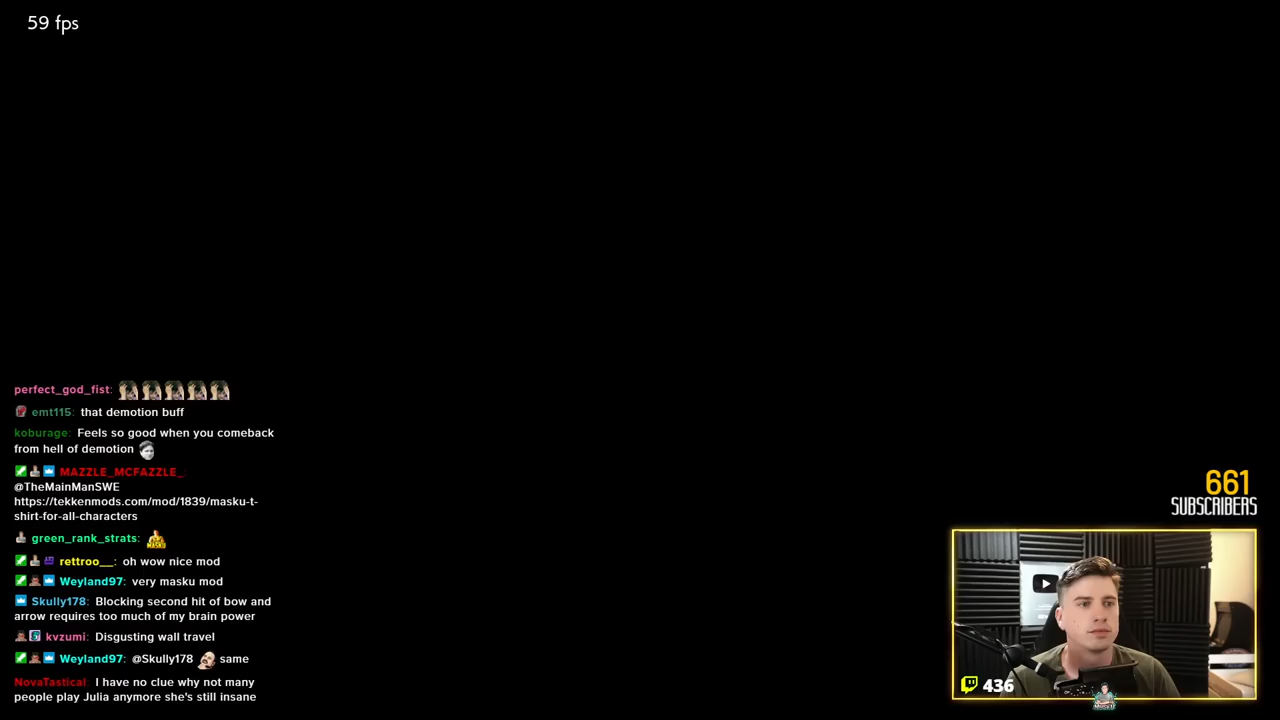 59 fps
perfect_god_fist:
emt115: that demotion buff
koburage: Feels so good when you comeback
from hell of demotion
MAZZLE_MCFAZZLE_:
@TheMainManSWE
https://tekkenmods.com/mod/1839/masku-t-
shirt-for-all-characters
green_rank_strats:
rettroo__: oh wow nice mod
Weyland97: very masku mod
Skully178: Blocking second hit of bow and
arrow requires too much of my brain power
kvzumi: Disgusting wall travel
Weyland97: @Skully178 same
NovaTastical: I have no clue why not many
people play Julia anymore she's still insane
661
SUBSCRIBERS
436